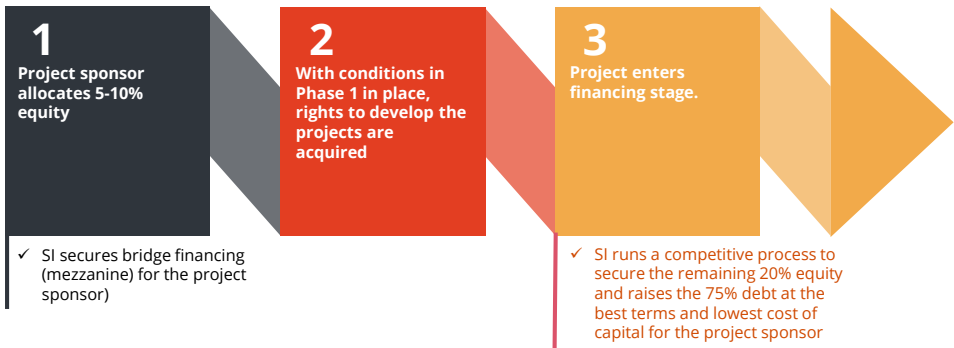 1
Project sponsor
allocates 5-10%
equity
2
With conditions in
Phase 1 in place,
rights to develop the
projects are
acquired
3
Project enters
financing stage.
✓ SI secures bridge financing
(mezzanine) for the project
sponsor)
✓ SI runs a competitive process to
secure the remaining 20% equity
and raises the 75% debt at the
best terms and lowest cost of
capital for the project sponsor